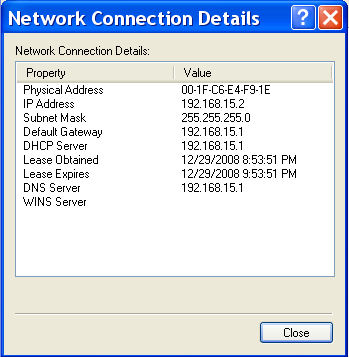 Network Connection Details
Network Connection Details:
Property Value
Physical Address 00-1F-C6-E4-F9-1E
IP Address 192.168.15.2
Subnet Mask 255.255.255.0
Default Gateway 192.168.15.1
DHCP Server 192.168.15.1
Lease Obtained 12/29/2008 8:53:51 PM
Lease Expires 12/29/2008 9:53:51 PM
DNS Server 192.168.15.1
WINS Server
Close